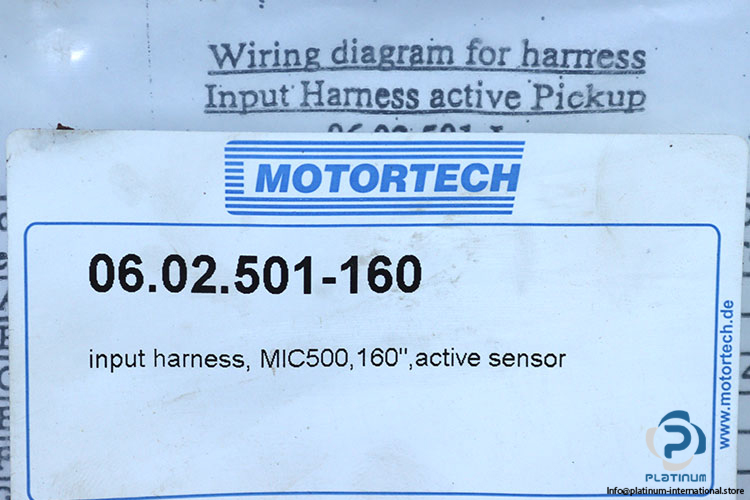 Wiring diagram for harness
Input Harness active Pickup
MOTORTECH
06.02.501-160
input harness, MIC500,160",active sensor
www.motortech.de
PLATINUM
Info@platinum-international.store